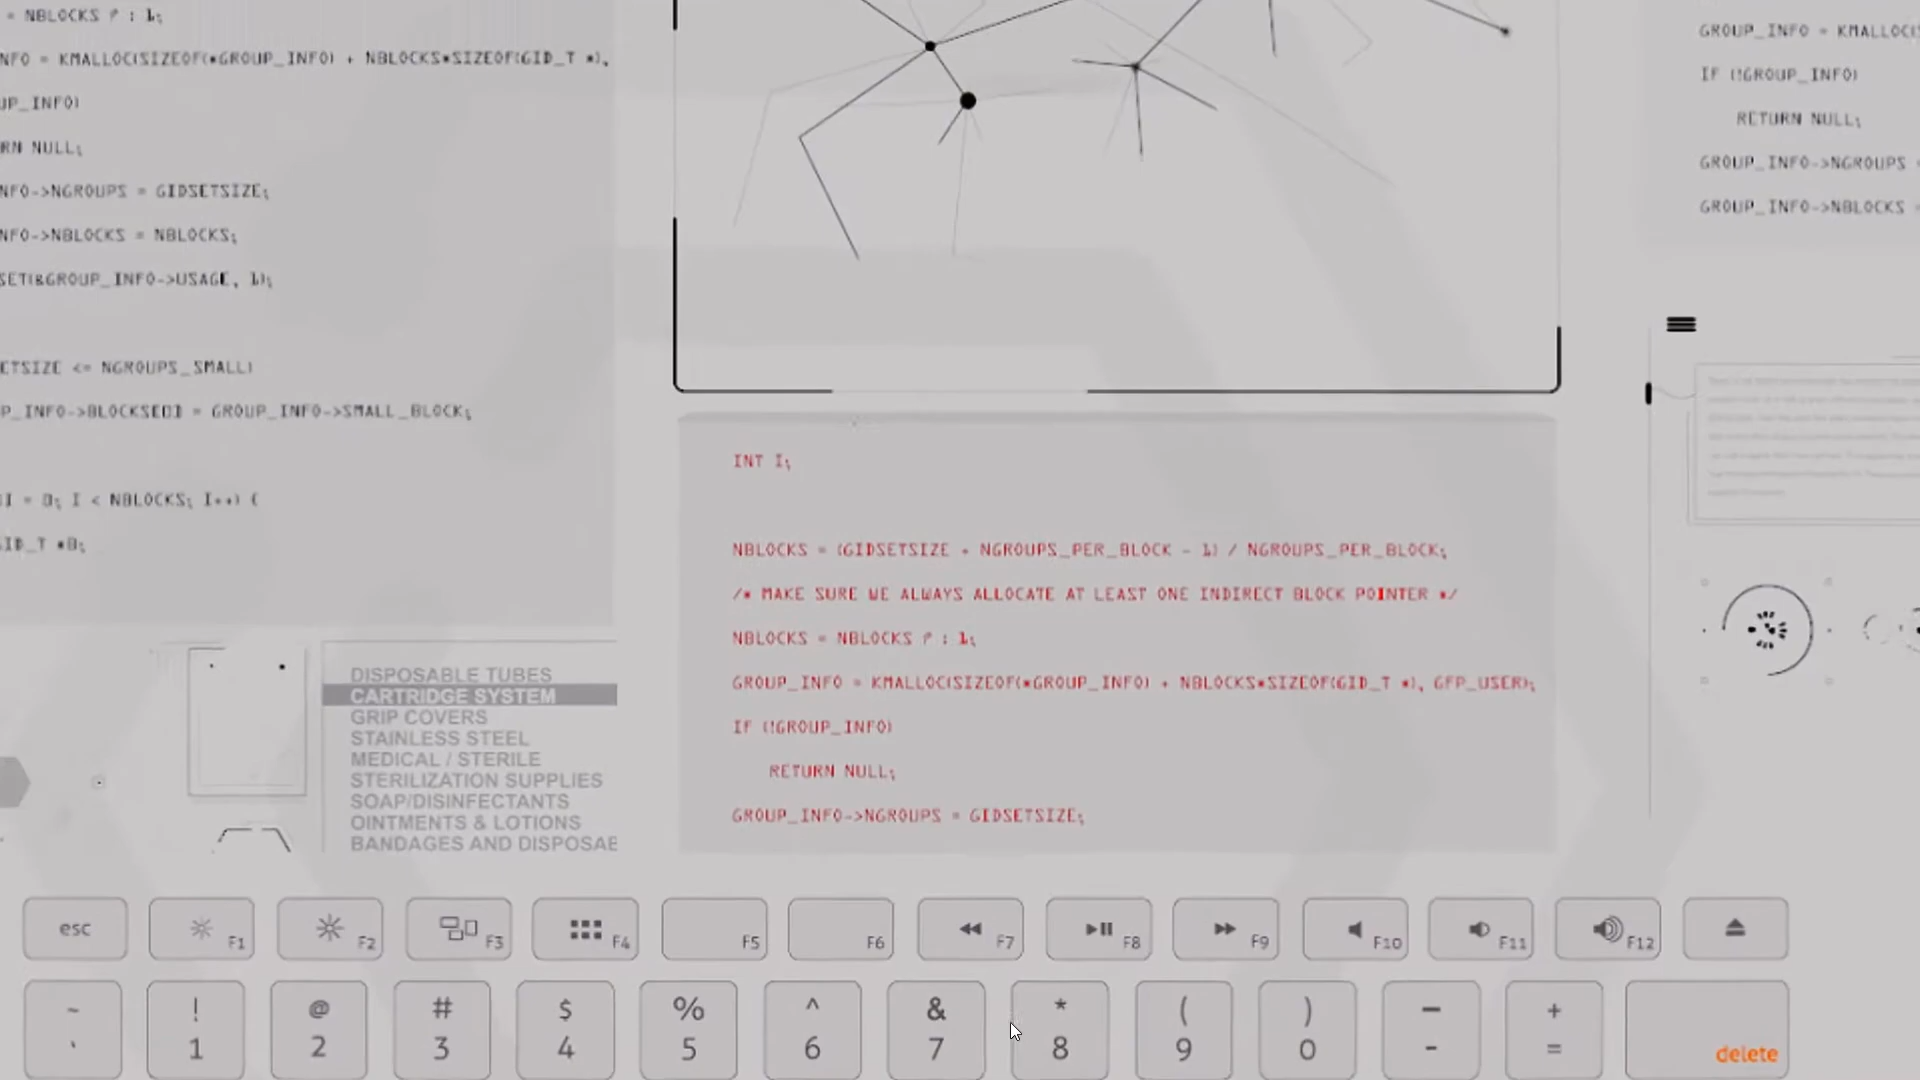 = NBLOCKS ? : 1;
NFO = KMALLOC(SIZEOF(*GROUP_INFO) + NBLOCKS*SIZEOF(GID_T *),
UP_INFO)
RN NULL;
NFO->NGROUPS = GIDSETSIZE;
NFO->NBLOCKS = NBLOCKS;
SET(&GROUP_INFO->USAGE, 1);
ETSIZE <= NGROUPS_SMALL)
P_INFO->BLOCKS[0] = GROUP_INFO->SMALL_BLOCK;
(I = 0; I < NBLOCKS; I++) {
GID_T *B;
GROUP_INFO = KMALLOC(S
IF (!GROUP_INFO)
RETURN NULL;
GROUP_INFO->NGROUPS =
GROUP_INFO->NBLOCKS =
INT I;
NBLOCKS = (GIDSETSIZE + NGROUPS_PER_BLOCK - 1) / NGROUPS_PER_BLOCK;
/* MAKE SURE WE ALWAYS ALLOCATE AT LEAST ONE INDIRECT BLOCK POINTER */
NBLOCKS = NBLOCKS ? : 1;
GROUP_INFO = KMALLOC(SIZEOF(*GROUP_INFO) + NBLOCKS*SIZEOF(GID_T *), GFP_USER);
IF (!GROUP_INFO)
RETURN NULL;
GROUP_INFO->NGROUPS = GIDSETSIZE;
DISPOSABLE TUBES
CARTRIDGE SYSTEM
GRIP COVERS
STAINLESS STEEL
MEDICAL / STERILE
STERILIZATION SUPPLIES
SOAP/DISINFECTANTS
OINTMENTS & LOTIONS
BANDAGES AND DISPOSAE
esc F1 F2 F3 F4 F5 F6 F7 F8 F9 F10 F11 F12
~ ! @ # $ % ^ & * ( ) – +
` 1 2 3 4 5 6 7 8 9 0 - = delete